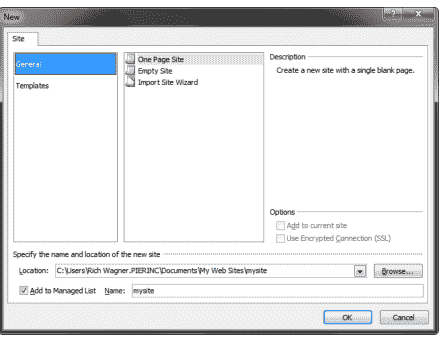 New
Site
General
Templates
One Page Site
Empty Site
Import Site Wizard
Description
Create a new site with a single blank page.
Options
Add to current site
Use Encrypted Connection (SSL)
Specify the name and location of the new site
Location: C:\Users\Rich Wagner.PIERINC\Documents\My Web Sites\mysite
Browse...
Add to Managed List Name: mysite
OK Cancel